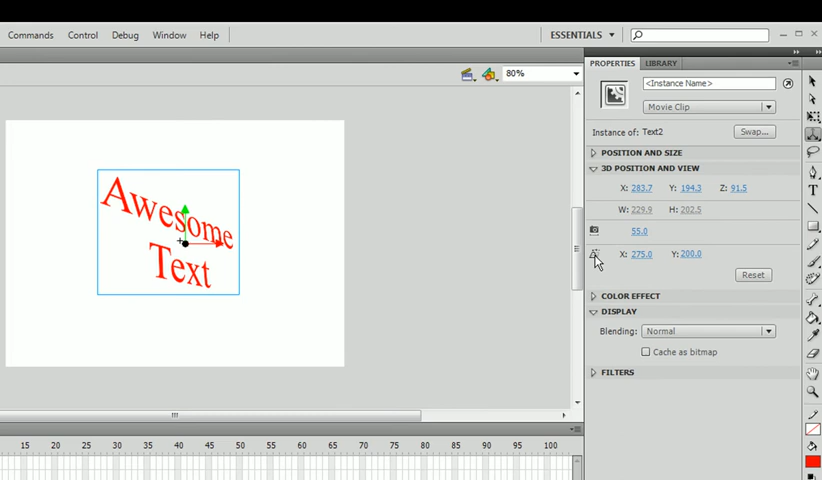 Commands Control Debug Window Help ESSENTIALS
PROPERTIES LIBRARY
80%
<Instance Name>
Movie Clip
Instance of: Text2 Swap...
POSITION AND SIZE
3D POSITION AND VIEW
X: 283.7 Y: 194.3 Z: 91.5
W: 229.9 H: 202.5
55.0
X: 275.0 Y: 200.0
Reset
COLOR EFFECT
DISPLAY
Blending: Normal
Cache as bitmap
FILTERS
Awesome
Text
15 20 25 30 35 40 45 50 55 60 65 70 75 80 85 90 95 100